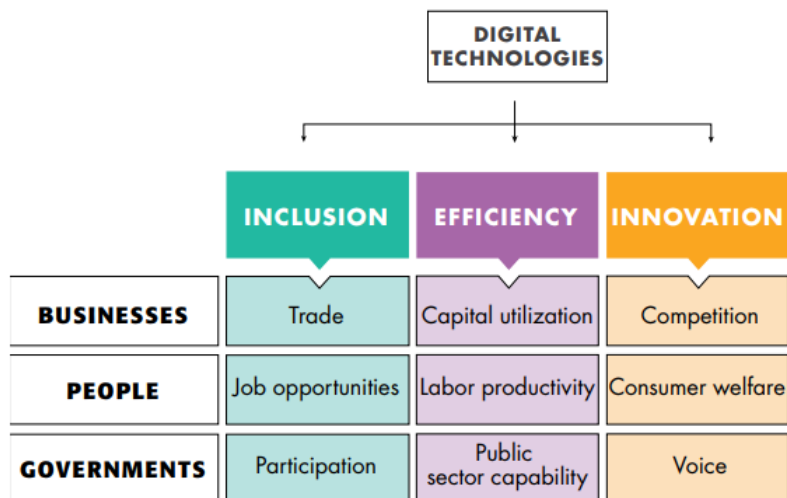 DIGITAL
TECHNOLOGIES
INCLUSION
EFFICIENCY
INNOVATION
BUSINESSES
Trade
Capital utilization
Competition
PEOPLE
Job opportunities
Labor productivity
Consumer welfare
GOVERNMENTS
Participation
Public
sector capability
Voice